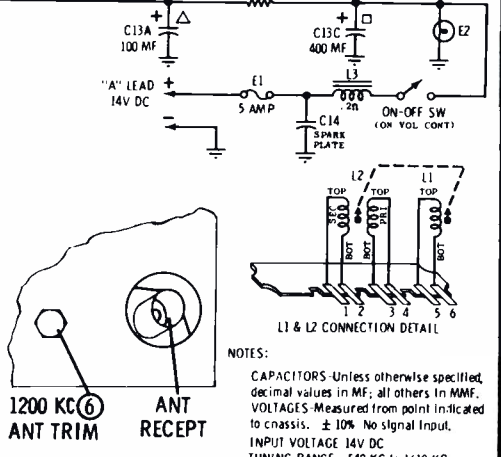 + △
C13A
100 MF
+ □
C13C
400 MF
E2
"A" LEAD
14V DC
+
-
E1
5 AMP
L3
.2Ω
C14
SPARK
PLATE
ON-OFF SW
(ON VOL CONT)
L2 L1
TOP TOP TOP
SEC PRI
BOT BOT BOT
1 2 3 4 5 6
L1 & L2 CONNECTION DETAIL
1200 KC 6
ANT TRIM
ANT
RECEPT
NOTES:
CAPACITORS-Unless otherwise specified,
decimal values in MF; all others in MMF.
VOLTAGES-Measured from point indicated
to chassis. ± 10% No signal input.
INPUT VOLTAGE 14V DC